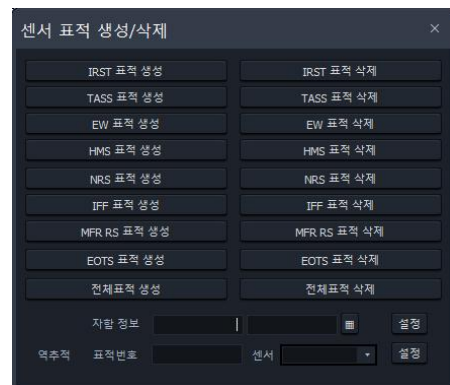 센서 표적 생성/삭제 ×
IRST 표적 생성 IRST 표적 삭제
TASS 표적 생성 TASS 표적 삭제
EW 표적 생성 EW 표적 삭제
HMS 표적 생성 HMS 표적 삭제
NRS 표적 생성 NRS 표적 삭제
IFF 표적 생성 IFF 표적 삭제
MFR RS 표적 생성 MFR RS 표적 삭제
EOTS 표적 생성 EOTS 표적 삭제
전체표적 생성 전체표적 삭제
자함 정보 설정
역추적 표적번호 센서 설정